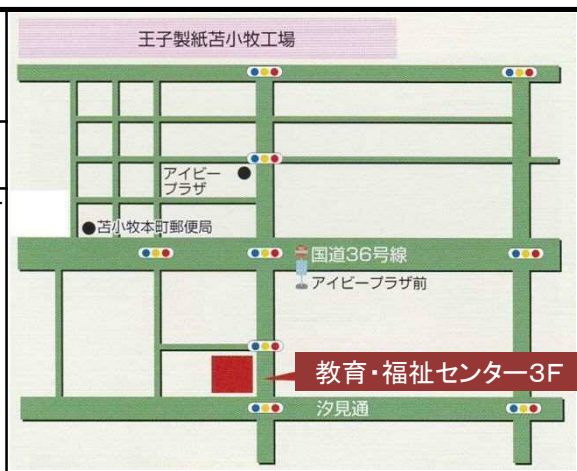 王子製紙苫小牧工場
アイビー
プラザ
苫小牧本町郵便局
国道36号線
アイビープラザ前
教育・福祉センター3F
汐見通